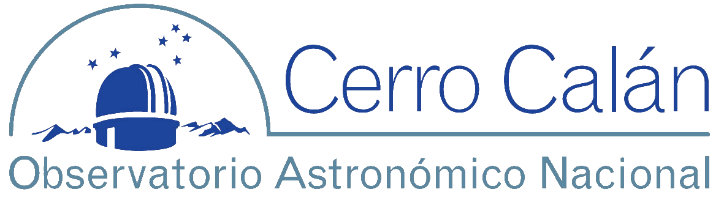 Cerro Calán
Observatorio Astronómico Nacional